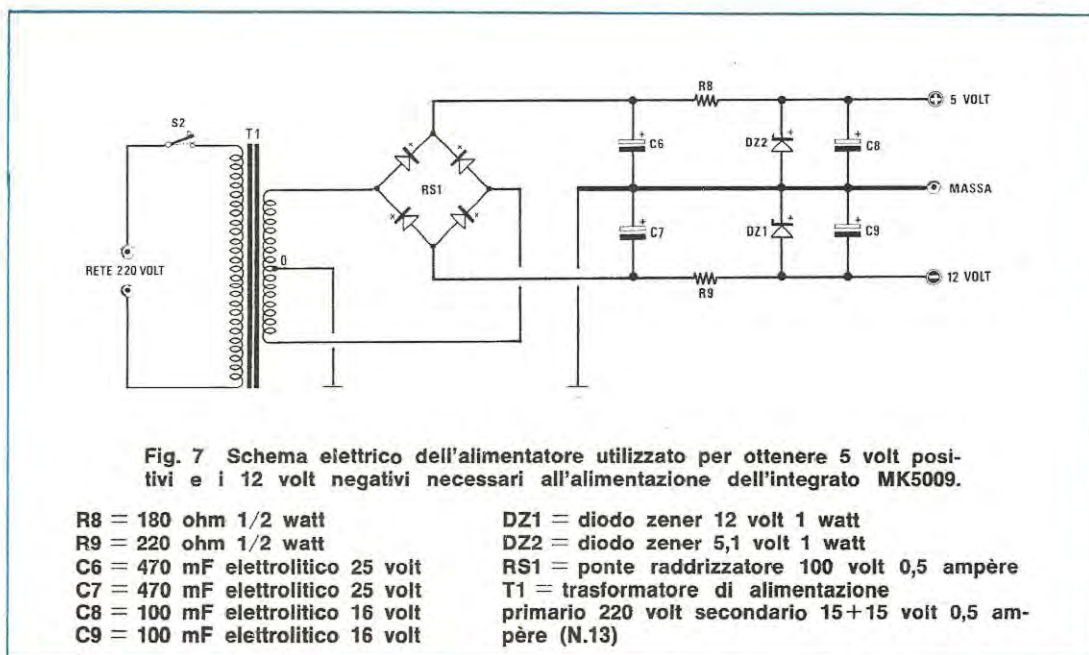 S2
T1
RETE 220 VOLT
0
RS1
R8
C6
DZ2
C8
5 VOLT
MASSA
C7
DZ1
C9
R9
12 VOLT
Fig. 7 Schema elettrico dell'alimentatore utilizzato per ottenere 5 volt posi-
tivi e i 12 volt negativi necessari all'alimentazione dell'integrato MK5009.
R8 = 180 ohm 1/2 watt
R9 = 220 ohm 1/2 watt
C6 = 470 mF elettrolitico 25 volt
C7 = 470 mF elettrolitico 25 volt
C8 = 100 mF elettrolitico 16 volt
C9 = 100 mF elettrolitico 16 volt
DZ1 = diodo zener 12 volt 1 watt
DZ2 = diodo zener 5,1 volt 1 watt
RS1 = ponte raddrizzatore 100 volt 0,5 ampère
T1 = trasformatore di alimentazione
primario 220 volt secondario 15+15 volt 0,5 am-
père (N.13)